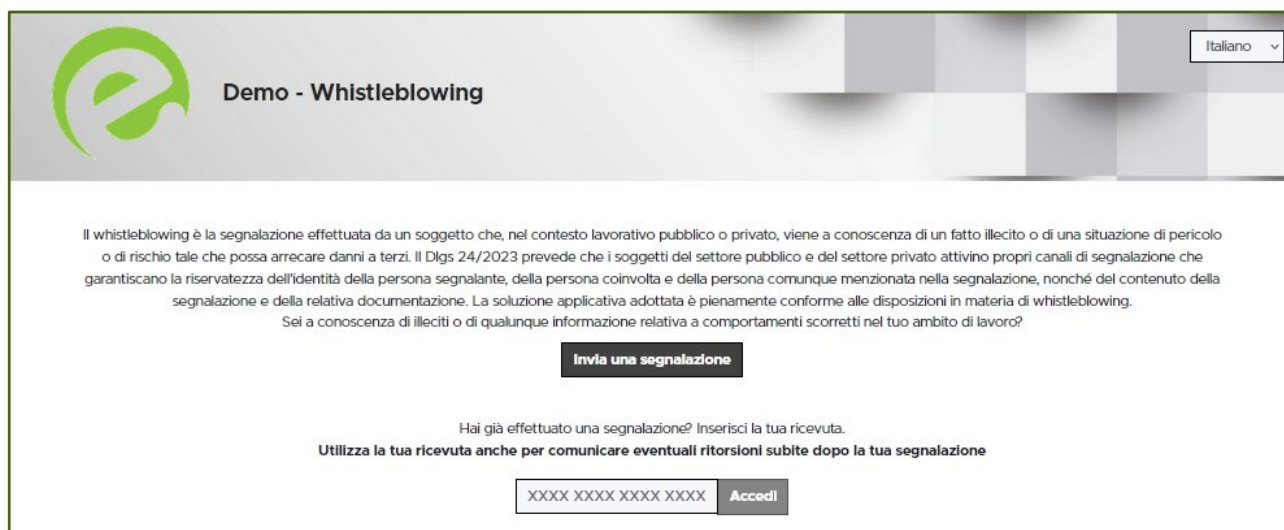 Italiano
Demo - Whistleblowing
Il whistleblowing è la segnalazione effettuata da un soggetto che, nel contesto lavorativo pubblico o privato, viene a conoscenza di un fatto illecito o di una situazione di pericolo
o di rischio tale che possa arrecare danni a terzi. Il Dlgs 24/2023 prevede che i soggetti del settore pubblico e del settore privato attivino propri canali di segnalazione che
garantiscano la riservatezza dell'identità della persona segnalante, della persona coinvolta e della persona comunque menzionata nella segnalazione, nonché del contenuto della
segnalazione e della relativa documentazione. La soluzione applicativa adottata è pienamente conforme alle disposizioni in materia di whistleblowing.
Sei a conoscenza di illeciti o di qualunque informazione relativa a comportamenti scorretti nel tuo ambito di lavoro?
Invia una segnalazione
Hai già effettuato una segnalazione? Inserisci la tua ricevuta.
Utilizza la tua ricevuta anche per comunicare eventuali ritorsioni subite dopo la tua segnalazione
XXXX XXXX XXXX XXXX Accedi